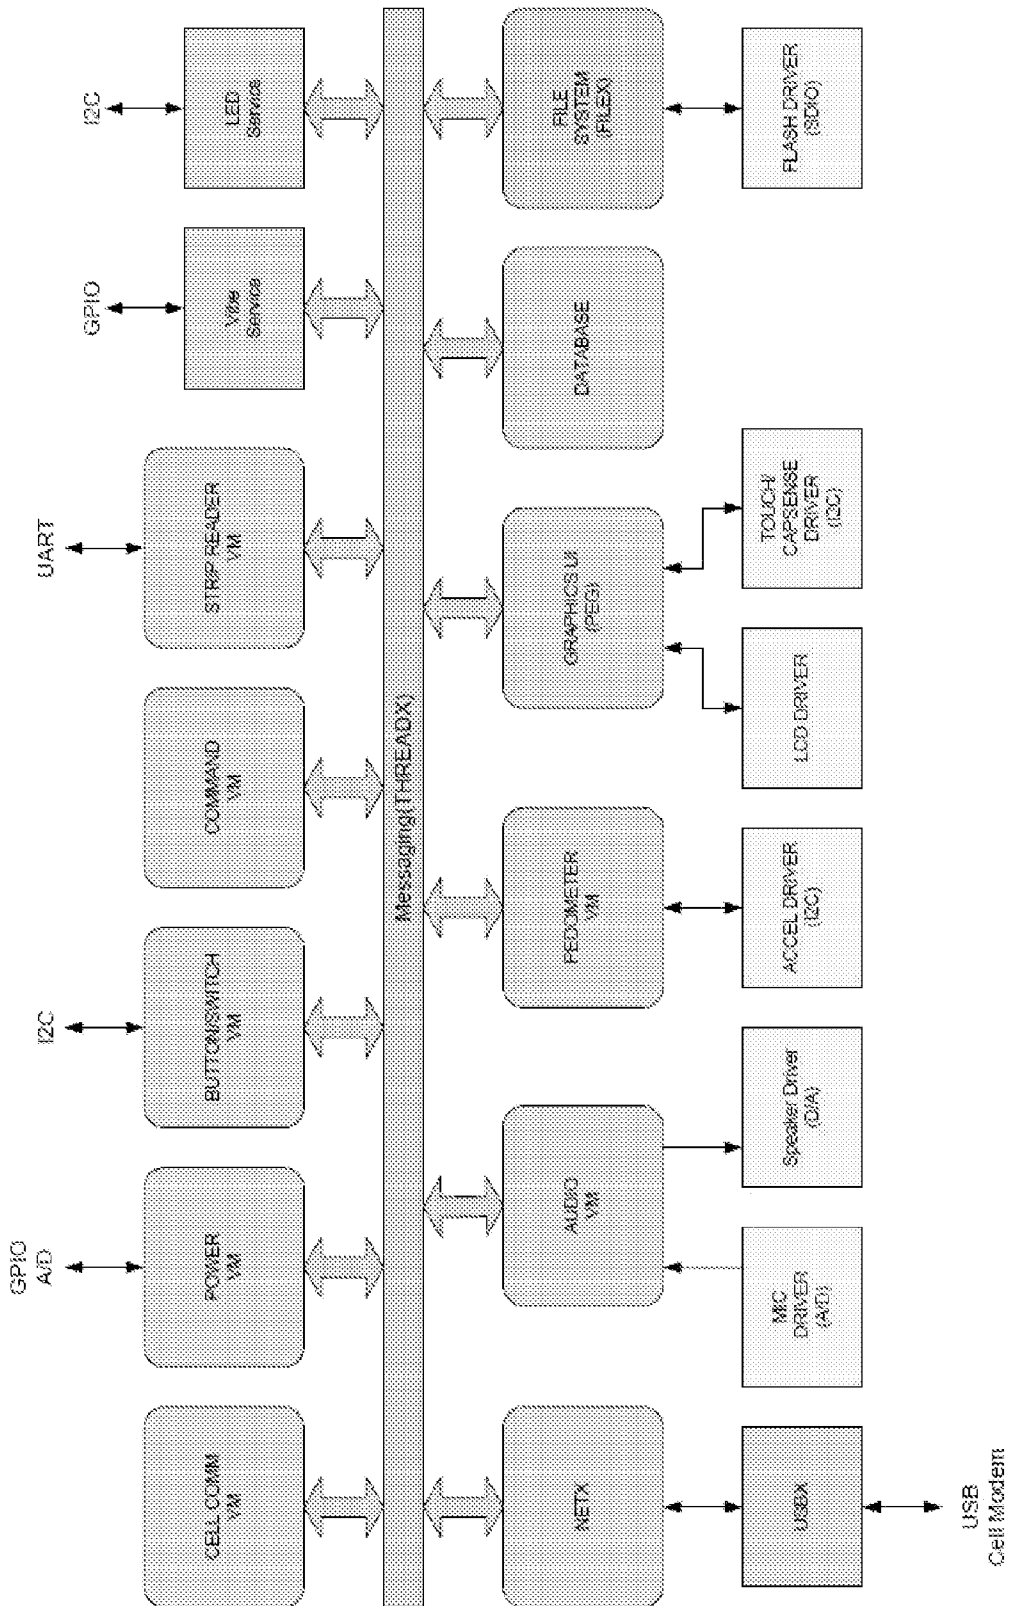 GPIO
A/D
I2C
UART
GPIO
I2C
CELL COMM
VM
POWER
VM
BUTTON/SWITCH
VM
COMMAND
VM
STRIP READER
VM
Vibe
Service
LED
Service
Messaging(THREADX)
NETX
AUDIO
VM
PEDOMETER
VM
GRAPHICS UI
(PEG)
DATABASE
FILE
SYSTEM
(FILEX)
USBX
MIC
DRIVER
(A/D)
Speaker Driver
(D/A)
ACCEL DRIVER
(I2C)
LCD DRIVER
TOUCH/
CAPSENSE
DRIVER
(I2C)
FLASH DRIVER
(SDIO)
USB
Cell Modem